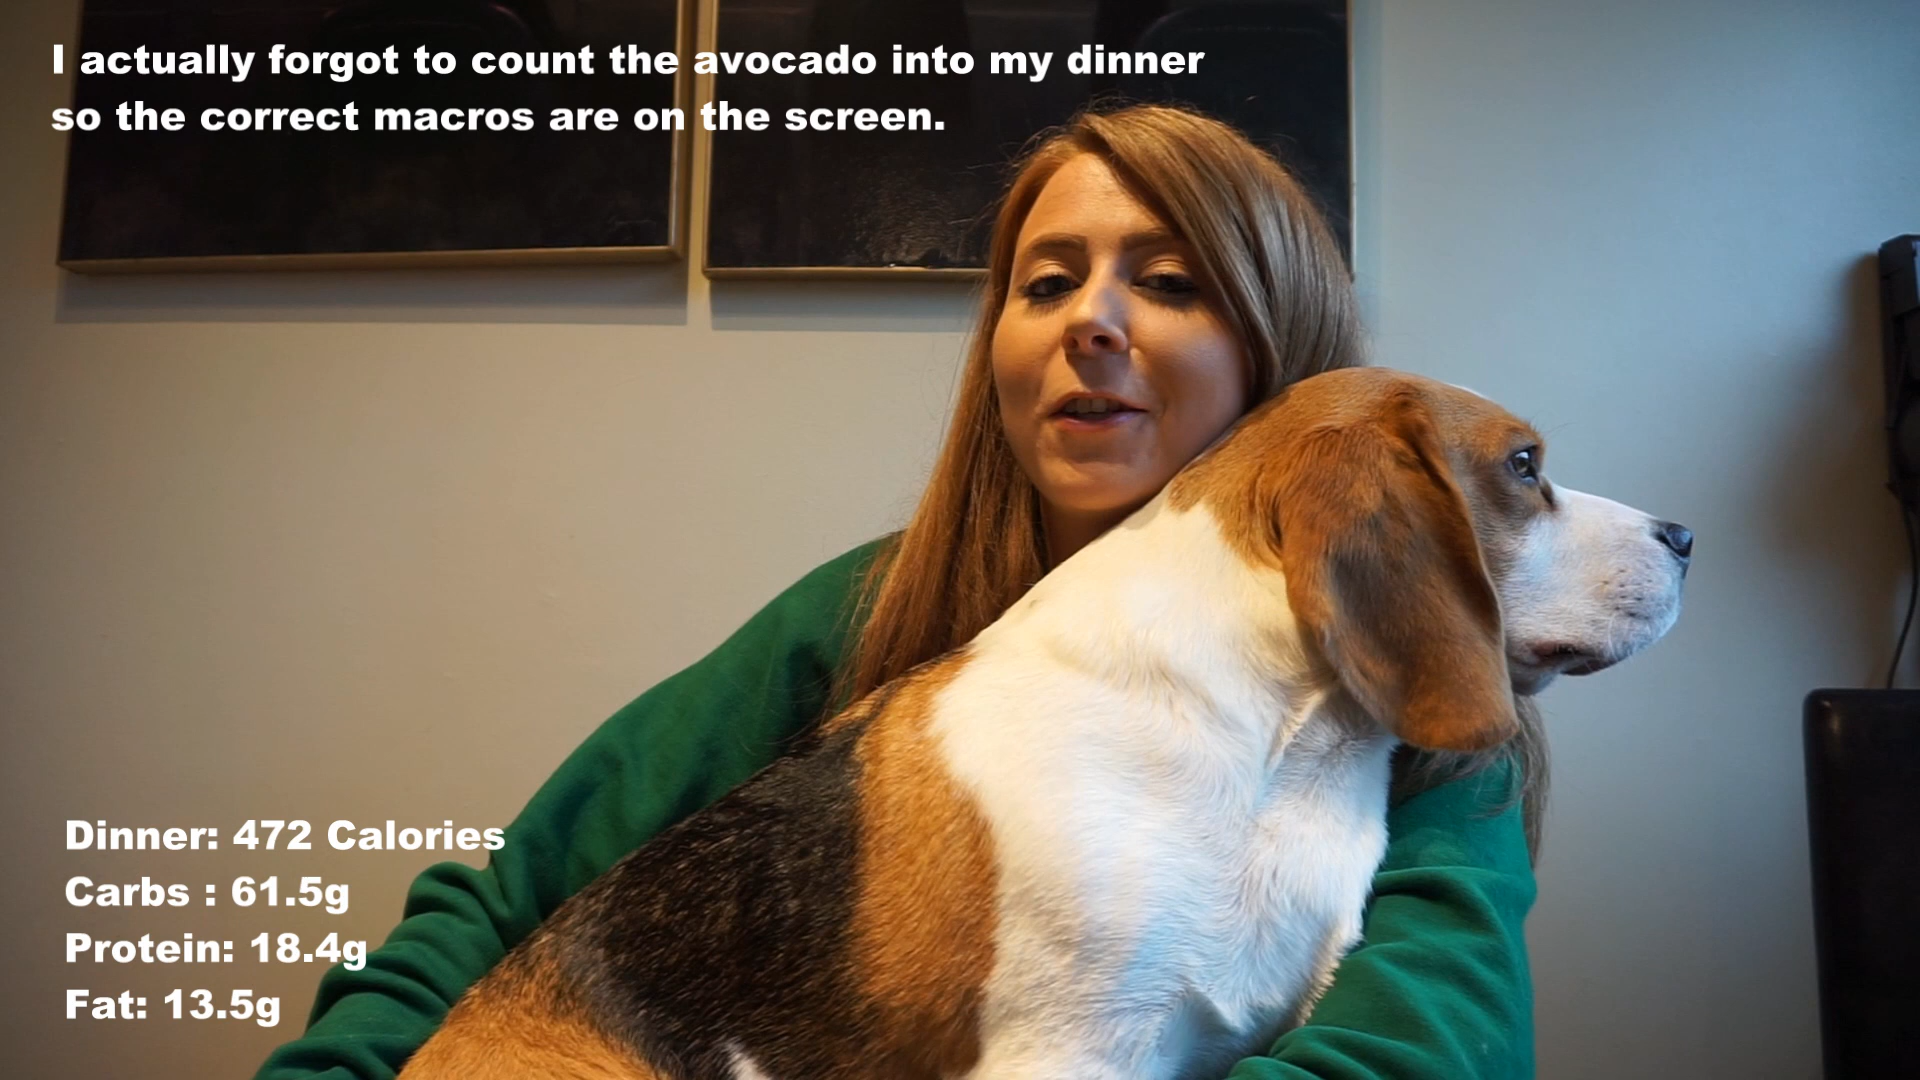 I actually forgot to count the avocado into my dinner
so the correct macros are on the screen.
Dinner: 472 Calories
Carbs : 61.5g
Protein: 18.4g
Fat: 13.5g